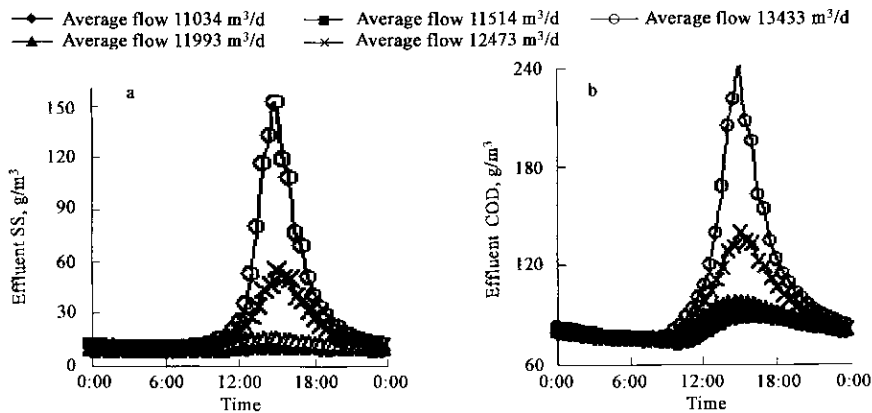 Average flow 11034 m³/d
Average flow 11514 m³/d
Average flow 13433 m³/d
Average flow 11993 m³/d
Average flow 12473 m³/d
a
150
120
90
60
30
0
Effluent SS, g/m³
0:00 6:00 12:00 18:00 0:00
Time
b
240
180
120
60
Effluent COD, g/m³
0:00 6:00 12:00 18:00 0:00
Time